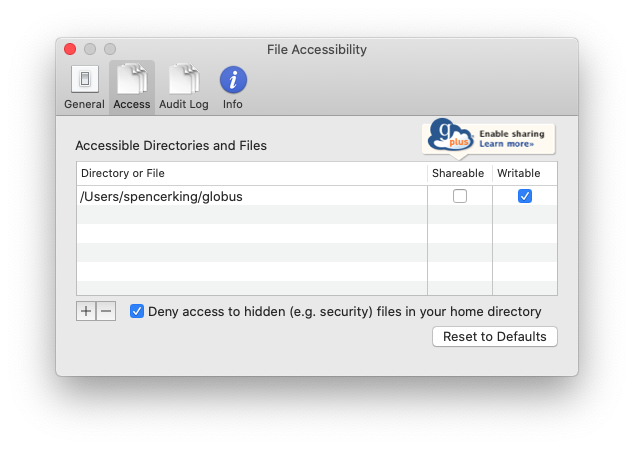 File Accessibility
General Access Audit Log Info
Accessible Directories and Files
g plus Enable sharing
Learn more»
Directory or File Shareable Writable
/Users/spencerking/globus
+ − Deny access to hidden (e.g. security) files in your home directory
Reset to Defaults